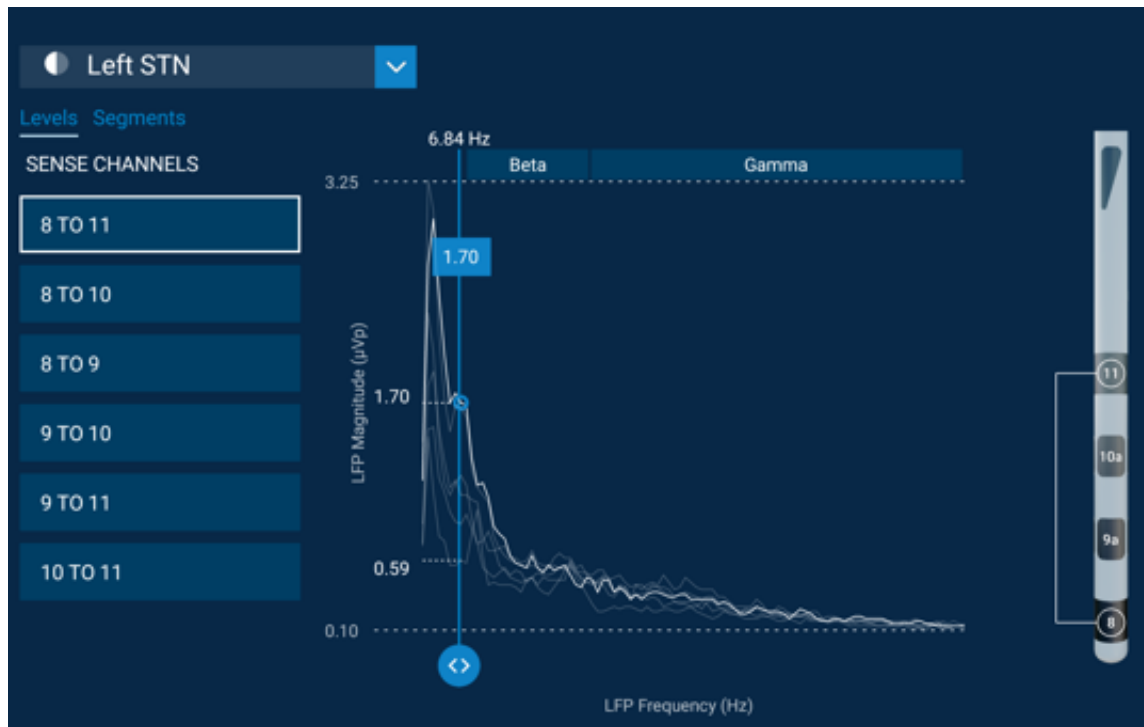 Left STN
Levels Segments
SENSE CHANNELS
8 TO 11
8 TO 10
8 TO 9
9 TO 10
9 TO 11
10 TO 11
6.84 Hz
Beta Gamma
3.25
1.70
LFP Magnitude (µVp)
1.70
0.59
0.10
LFP Frequency (Hz)
11
10a
9a
8